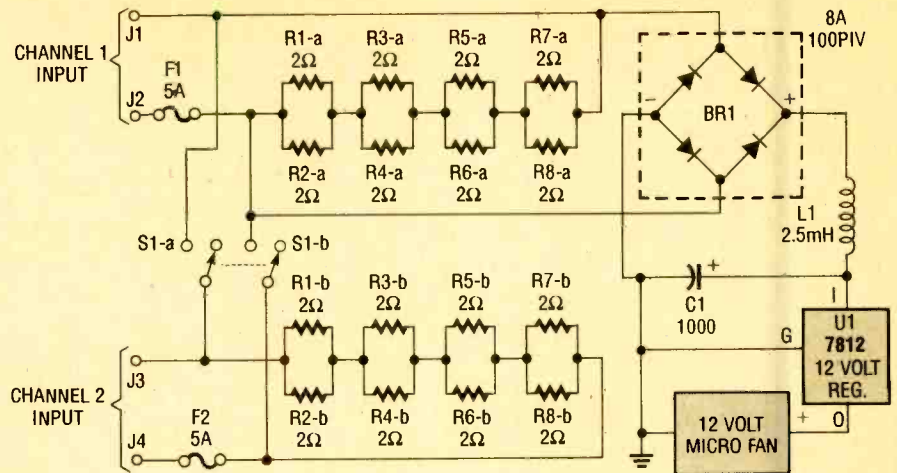 8A
100PIV
J1
CHANNEL 1
INPUT
F1
5A
J2
R1-a
2Ω
R3-a
2Ω
R5-a
2Ω
R7-a
2Ω
R2-a
2Ω
R4-a
2Ω
R6-a
2Ω
R8-a
2Ω
-
BR1
+
L1
2.5mH
S1-a
S1-b
R1-b
2Ω
R3-b
2Ω
R5-b
2Ω
R7-b
2Ω
+
C1
1000
I
G
U1
7812
12 VOLT
REG.
O
J3
CHANNEL 2
INPUT
J4
F2
5A
R2-b
2Ω
R4-b
2Ω
R6-b
2Ω
R8-b
2Ω
12 VOLT
MICRO FAN
+